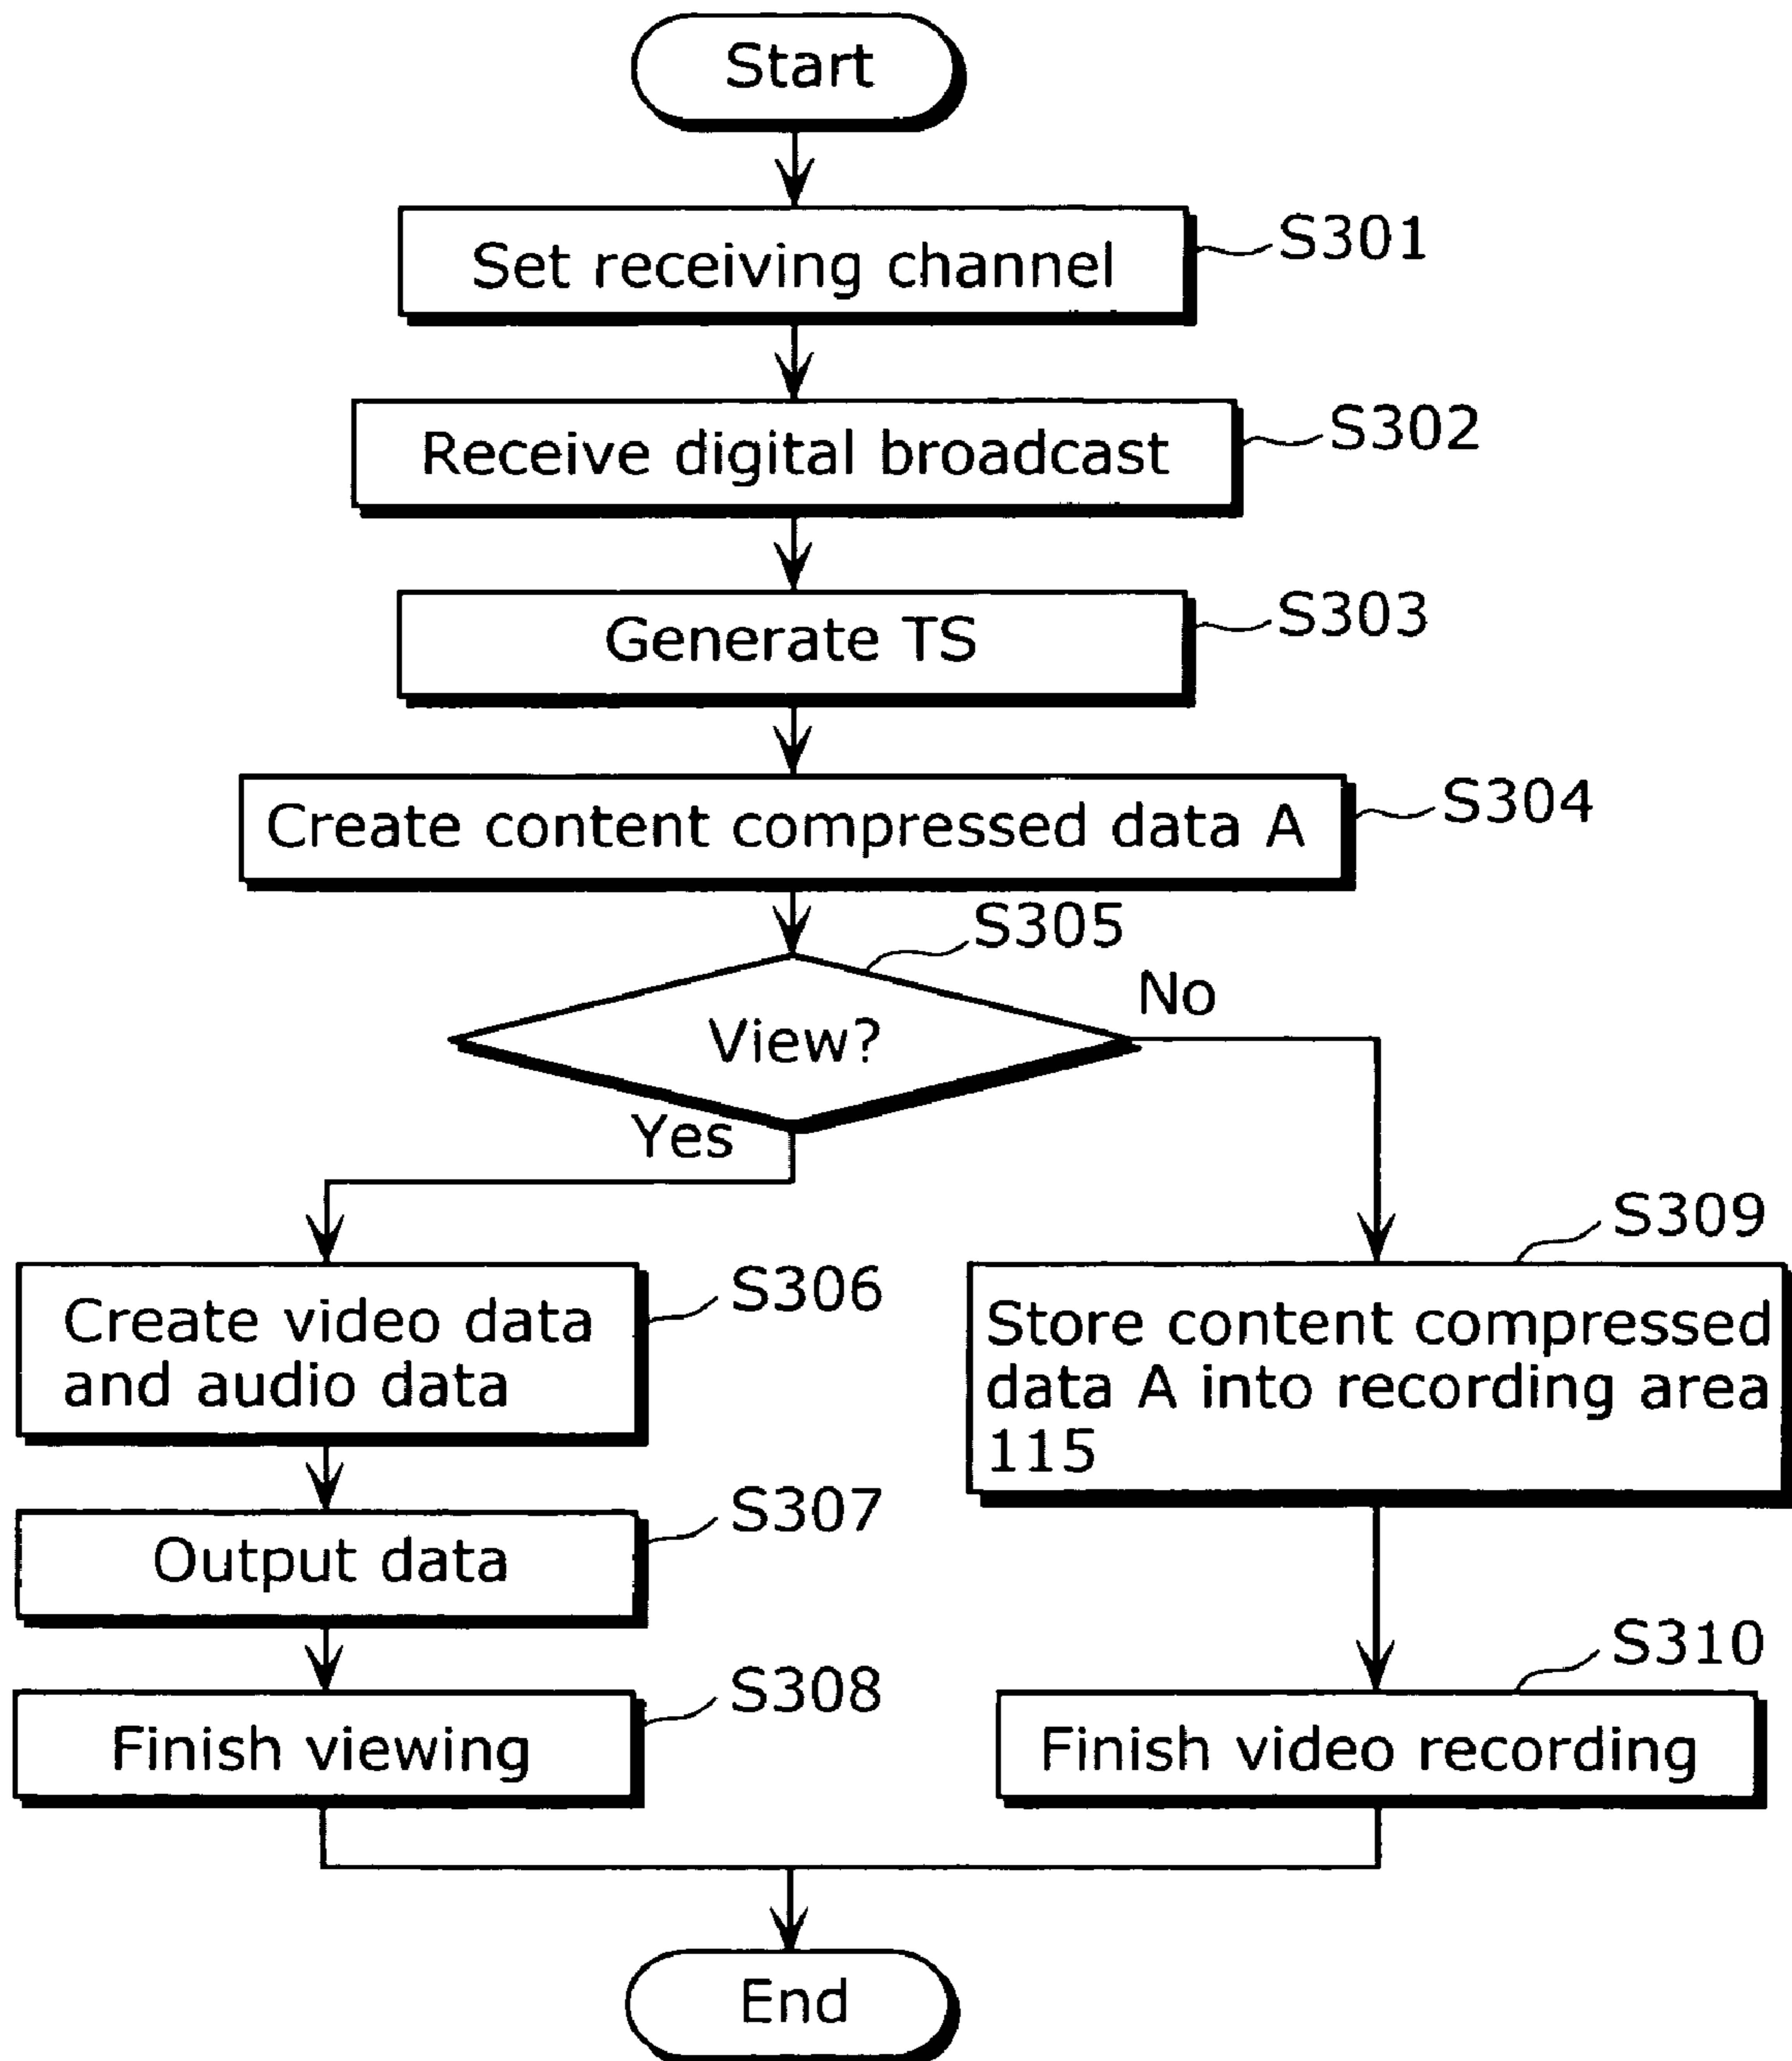 Start
Set receiving channel
S301
Receive digital broadcast
S302
Generate TS
S303
Create content compressed data A
S304
S305
View?
No
Yes
Create video data
and audio data
S306
Output data
S307
Finish viewing
S308
S309
Store content compressed
data A into recording area
115
S310
Finish video recording
End